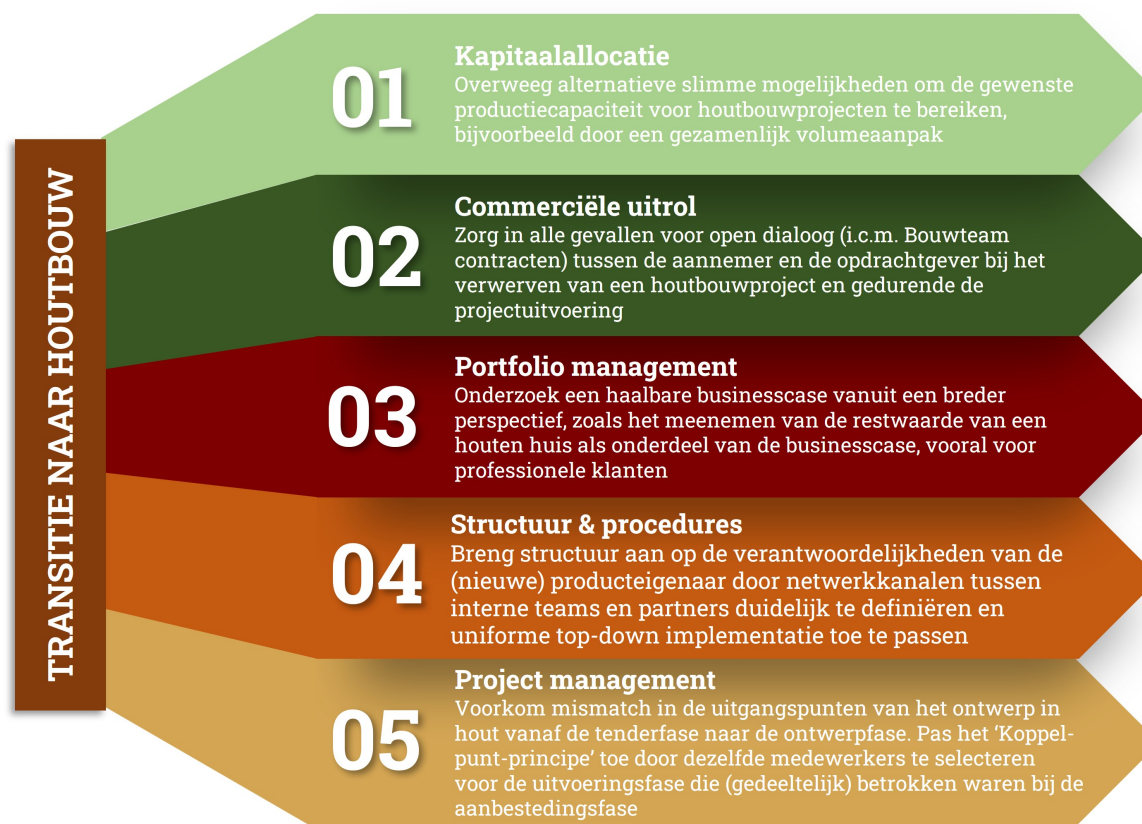 TRANSITIE NAAR HOUTBOUW
01
Kapitaalallocatie
Overweeg alternatieve slimme mogelijkheden om de gewenste
productiecapaciteit voor houtbouwprojecten te bereiken,
bijvoorbeeld door een gezamenlijk volumeaanpak
02
Commerciële uitrol
Zorg in alle gevallen voor open dialoog (i.c.m. Bouwteam
contracten) tussen de aannemer en de opdrachtgever bij het
verwerven van een houtbouwproject en gedurende de
projectuitvoering
03
Portfolio management
Onderzoek een haalbare businesscase vanuit een breder
perspectief, zoals het meenemen van de restwaarde van een
houten huis als onderdeel van de businesscase, vooral voor
professionele klanten
04
Structuur & procedures
Breng structuur aan op de verantwoordelijkheden van de
(nieuwe) producteigenaar door netwerkkanalen tussen
interne teams en partners duidelijk te definiëren en
uniforme top-down implementatie toe te passen
05
Project management
Voorkom mismatch in de uitgangspunten van het ontwerp in
hout vanaf de tenderfase naar de ontwerpfase. Pas het ‘Koppel-
punt-principe’ toe door dezelfde medewerkers te selecteren
voor de uitvoeringsfase die (gedeeltelijk) betrokken waren bij de
aanbestedingsfase